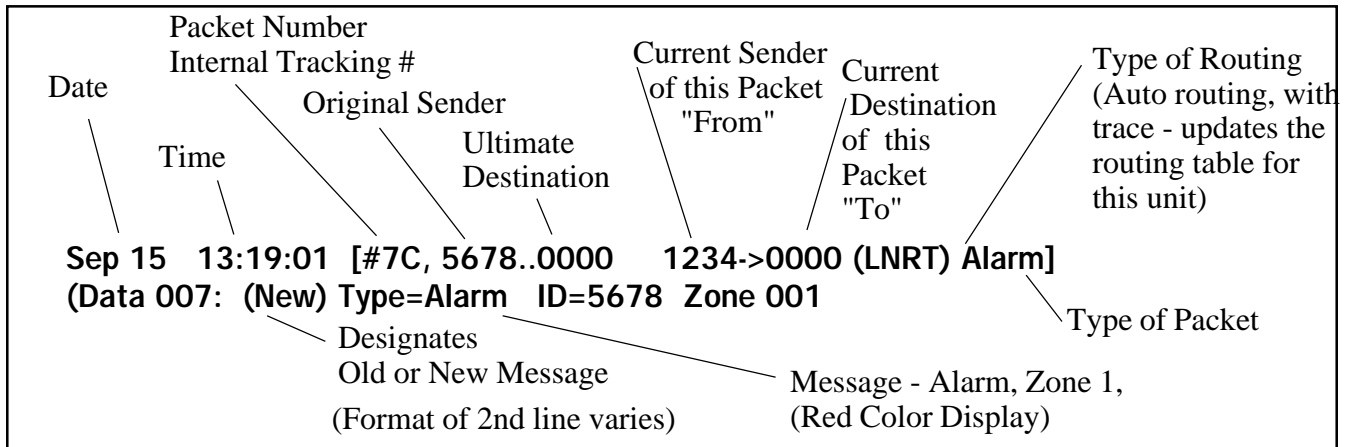 Packet Number
Internal Tracking #
Date
Time
Original Sender
Ultimate
Destination
Current Sender
of this Packet
"From"
Current
Destination
of this
Packet
"To"
Type of Routing
(Auto routing, with
trace - updates the
routing table for
this unit)
Sep 15 13:19:01 [#7C, 5678..0000 1234->0000 (LNRT) Alarm]
(Data 007: (New) Type=Alarm ID=5678 Zone 001
Designates
Old or New Message
(Format of 2nd line varies)
Message - Alarm, Zone 1,
(Red Color Display)
Type of Packet